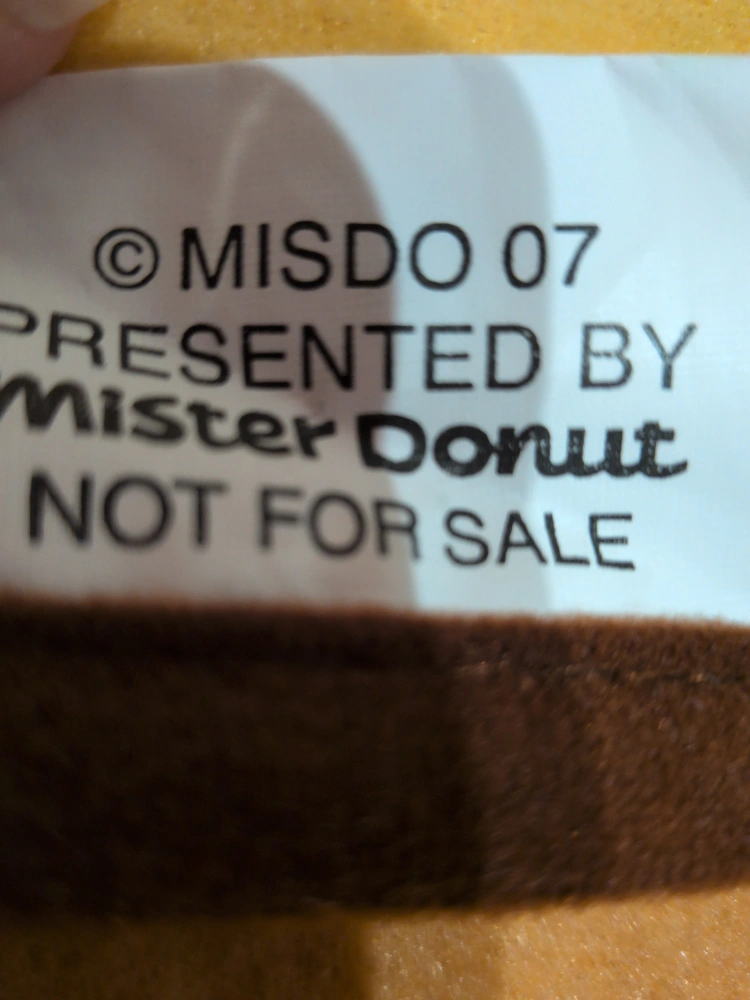 © MISDO 07
PRESENTED BY
Mister Donut
NOT FOR SALE